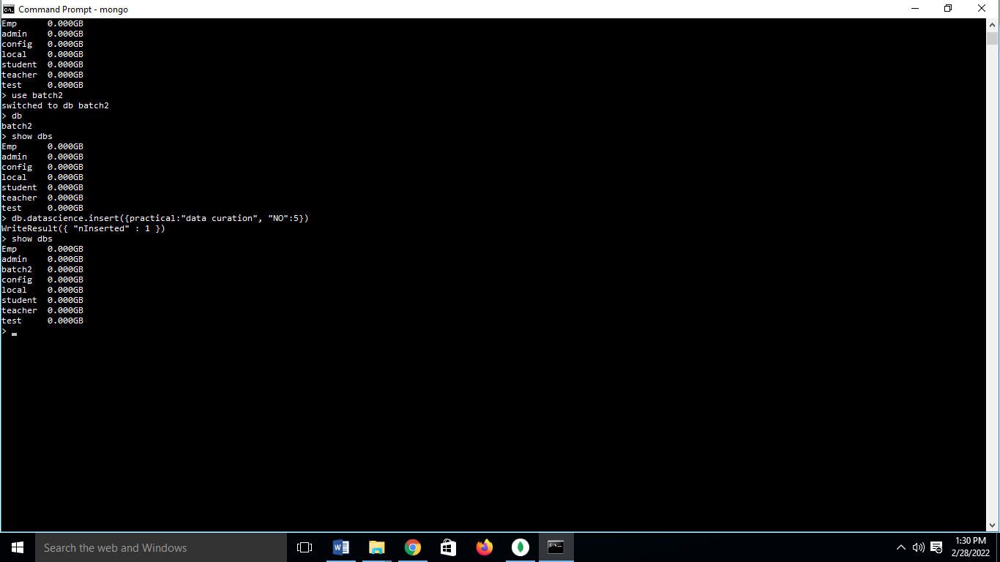 Command Prompt - mongo
Emp      0.000GB
admin    0.000GB
config   0.000GB
local    0.000GB
student  0.000GB
teacher  0.000GB
test     0.000GB
> use batch2
switched to db batch2
> db
batch2
> show dbs
Emp      0.000GB
admin    0.000GB
config   0.000GB
local    0.000GB
student  0.000GB
teacher  0.000GB
test     0.000GB
> db.datascience.insert({practical:"data curation", "NO":5})
WriteResult({ "nInserted" : 1 })
> show dbs
Emp      0.000GB
admin    0.000GB
batch2   0.000GB
config   0.000GB
local    0.000GB
student  0.000GB
teacher  0.000GB
test     0.000GB
>
Search the web and Windows
1:30 PM
2/28/2022